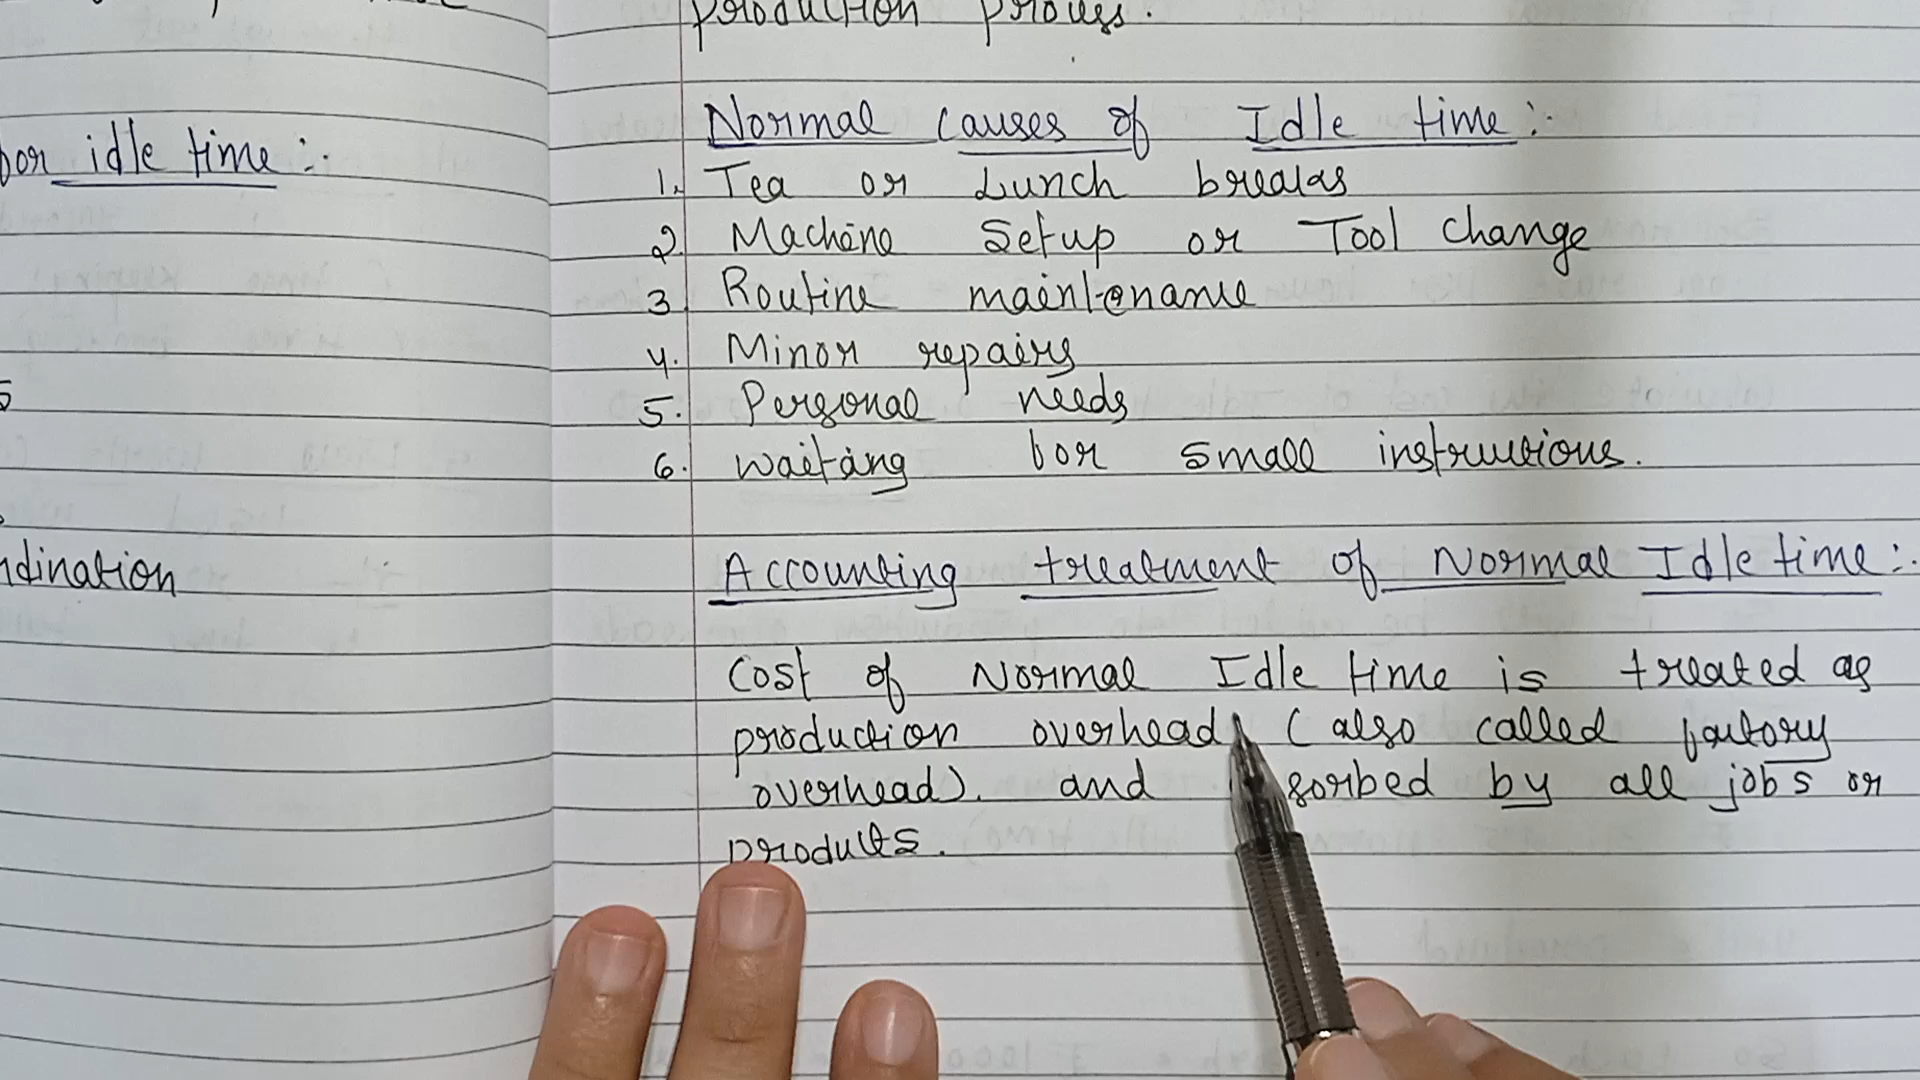 production process.
Normal causes of Idle time:-
1. Tea or Lunch breaks
2. Machine Setup or Tool change
3. Routine maintenance
4. Minor repairs
5. Personal needs
6. waiting for small instructions.
Accounting treatment of Normal Idle time:-
Cost of Normal Idle time is treated as
production overhead (also called factory
overhead). and sorbed by all jobs or
products.
for idle time:-
dination